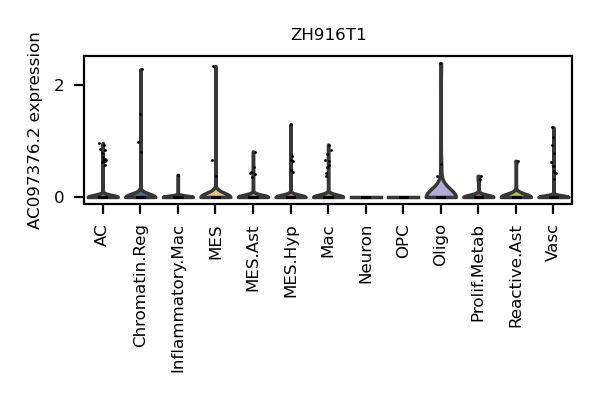 ZH916T1
AC097376.2 expression
2
0
AC
Chromatin.Reg
Inflammatory.Mac
MES
MES.Ast
MES.Hyp
Mac
Neuron
OPC
Oligo
Prolif.Metab
Reactive.Ast
Vasc